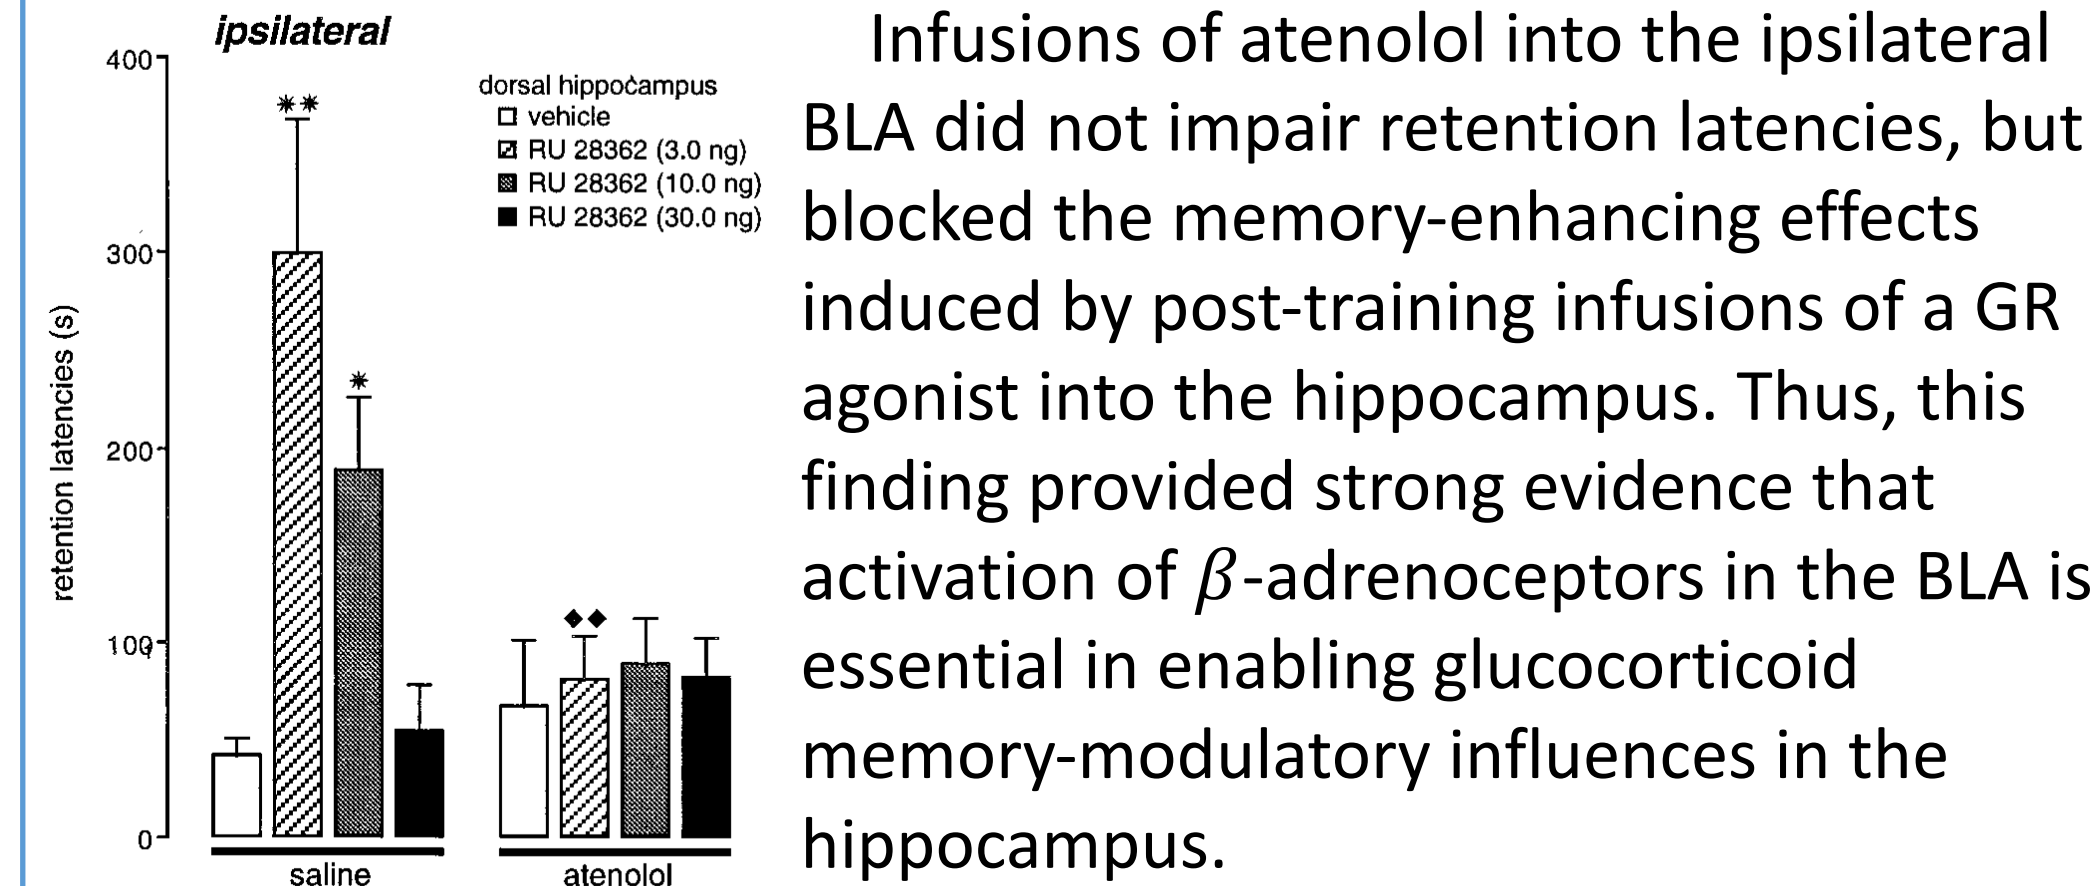 ipsilateral
400
300
200
100
0
retention latencies (s)
**
*
◆◆
dorsal hippocampus
vehicle
RU 28362 (3.0 ng)
RU 28362 (10.0 ng)
RU 28362 (30.0 ng)
saline
atenolol
Infusions of atenolol into the ipsilateral
BLA did not impair retention latencies, but
blocked the memory-enhancing effects
induced by post-training infusions of a GR
agonist into the hippocampus. Thus, this
finding provided strong evidence that
activation of β-adrenoceptors in the BLA is
essential in enabling glucocorticoid
memory-modulatory influences in the
hippocampus.